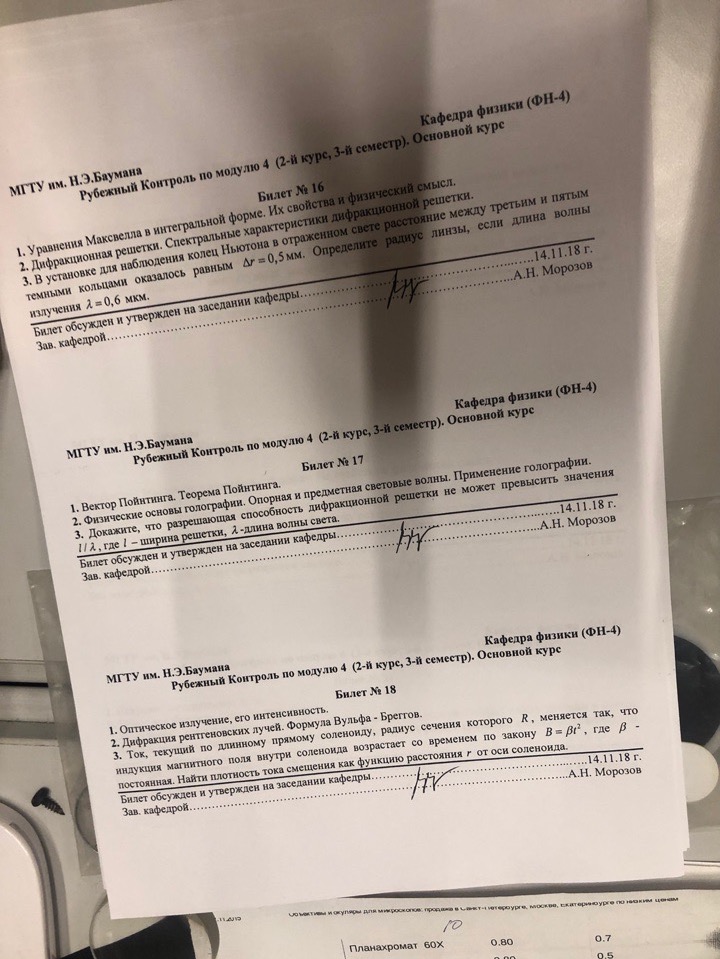 Кафедра физики (ФН-4)
МГТУ им. Н.Э.Баумана
Рубежный Контроль по модулю 4 (2-й курс, 3-й семестр). Основной курс
Билет № 16
1. Уравнения Максвелла в интегральной форме. Их свойства и физический смысл.
2. Дифракционная решетки. Спектральные характеристики дифракционной решетки.
3. В установке для наблюдения колец Ньютона в отраженном свете расстояние между третьим и пятым
темными кольцами оказалось равным Δr = 0,5 мм. Определите радиус линзы, если длина волны
излучения λ = 0,6 мкм.
Билет обсужден и утвержден на заседании кафедры……………………………………14.11.18 г.
Зав. кафедрой……………………………………………………………………А.Н. Морозов
Кафедра физики (ФН-4)
МГТУ им. Н.Э.Баумана
Рубежный Контроль по модулю 4 (2-й курс, 3-й семестр). Основной курс
Билет № 17
1. Вектор Пойнтинга. Теорема Пойнтинга.
2. Физические основы голографии. Опорная и предметная световые волны. Применение голографии.
3. Докажите, что разрешающая способность дифракционной решетки не может превысить значения
l / λ, где l – ширина решетки, λ -длина волны света.
Билет обсужден и утвержден на заседании кафедры……………………………………14.11.18 г.
Зав. кафедрой……………………………………………………………………А.Н. Морозов
Кафедра физики (ФН-4)
МГТУ им. Н.Э.Баумана
Рубежный Контроль по модулю 4 (2-й курс, 3-й семестр). Основной курс
Билет № 18
1. Оптическое излучение, его интенсивность.
2. Дифракция рентгеновских лучей. Формула Вульфа - Бреггов.
3. Ток, текущий по длинному прямому соленоиду, радиус сечения которого R , меняется так, что
индукция магнитного поля внутри соленоида возрастает со временем по закону B = βt², где β -
постоянная. Найти плотность тока смещения как функцию расстояния r от оси соленоида.
Билет обсужден и утвержден на заседании кафедры……………………………………14.11.18 г.
Зав. кафедрой……………………………………………………………………А.Н. Морозов
Объективы и окуляры для микроскопов: продажа в Санкт-Петербурге, Москве, Екатеринбурге по низким ценам
10
Планахромат 60X 0.80 0.7
0.5